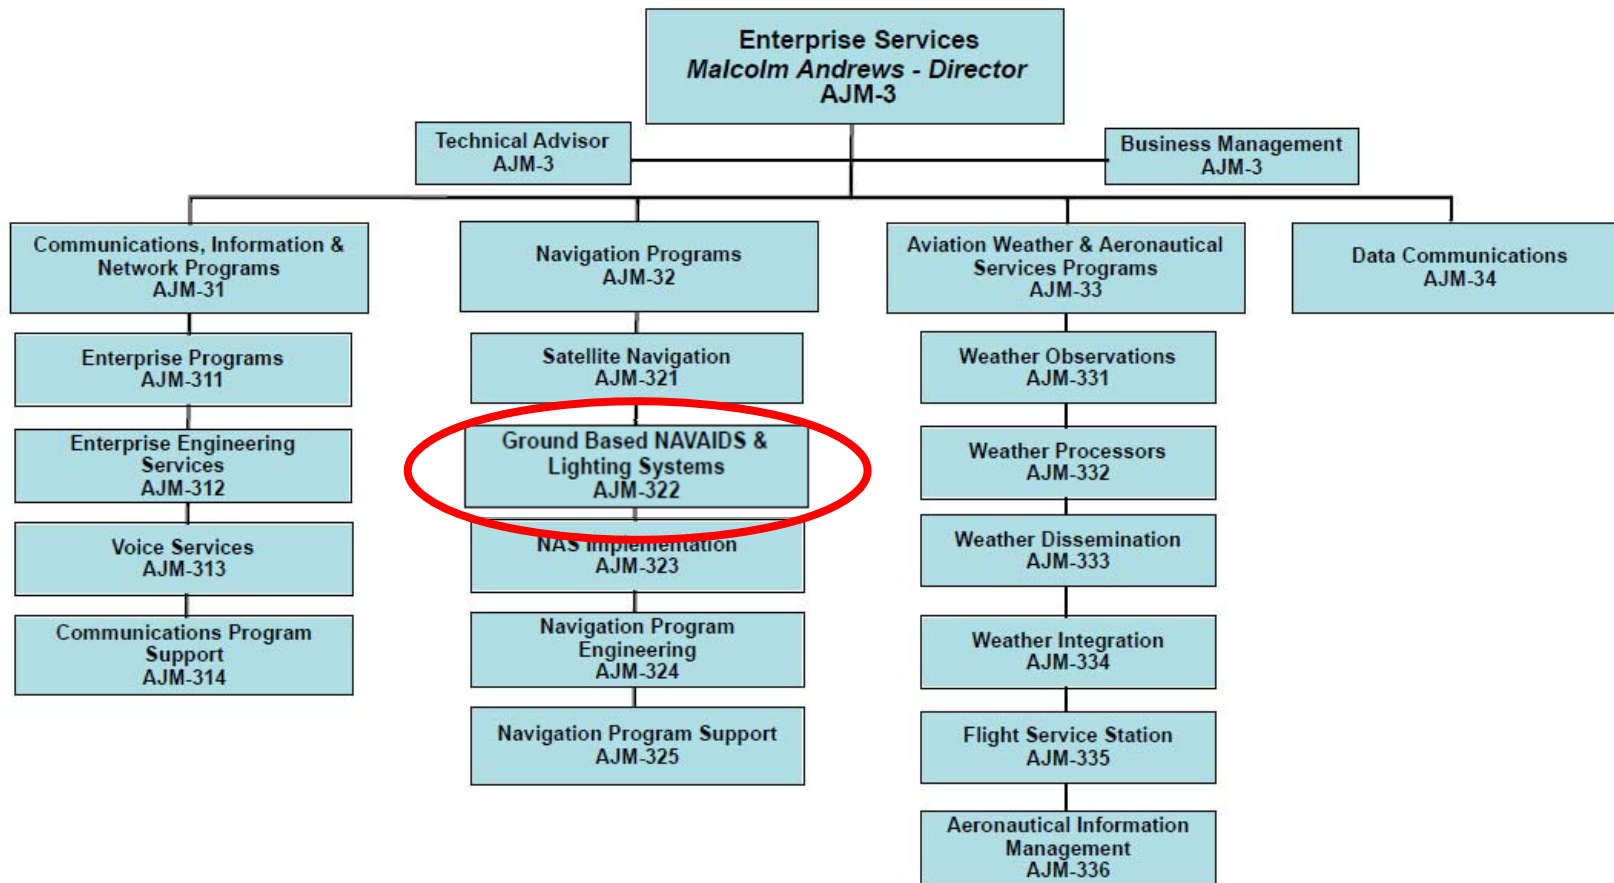 Enterprise Services
Malcolm Andrews - Director
AJM-3
Technical Advisor
AJM-3
Business Management
AJM-3
Communications, Information &
Network Programs
AJM-31
Navigation Programs
AJM-32
Aviation Weather & Aeronautical
Services Programs
AJM-33
Data Communications
AJM-34
Enterprise Programs
AJM-311
Enterprise Engineering
Services
AJM-312
Voice Services
AJM-313
Communications Program
Support
AJM-314
Satellite Navigation
AJM-321
Ground Based NAVAIDS &
Lighting Systems
AJM-322
NAS Implementation
AJM-323
Navigation Program
Engineering
AJM-324
Navigation Program Support
AJM-325
Weather Observations
AJM-331
Weather Processors
AJM-332
Weather Dissemination
AJM-333
Weather Integration
AJM-334
Flight Service Station
AJM-335
Aeronautical Information
Management
AJM-336